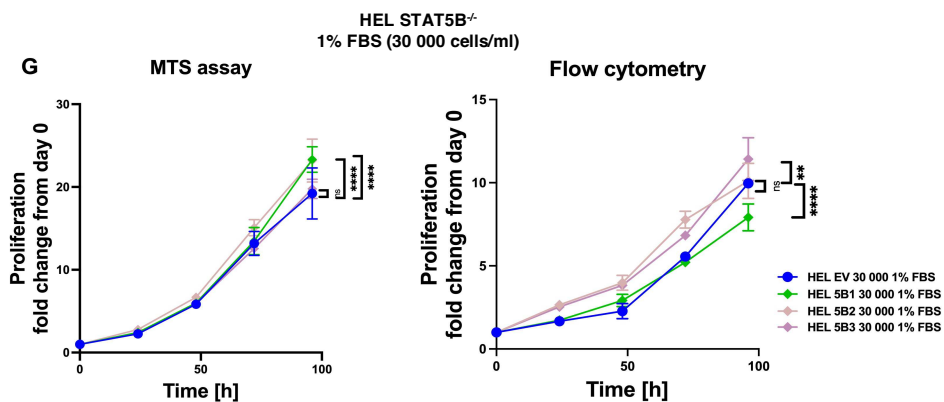 HEL STAT5B-/-
1% FBS (30 000 cells/ml)
G
MTS assay
Proliferation
fold change from day 0
30
20
10
0
0
50
100
Time [h]
ns
****
****
Flow cytometry
Proliferation
fold change from day 0
15
10
5
0
0
50
100
Time [h]
**
ns
****
HEL EV 30 000 1% FBS
HEL 5B1 30 000 1% FBS
HEL 5B2 30 000 1% FBS
HEL 5B3 30 000 1% FBS